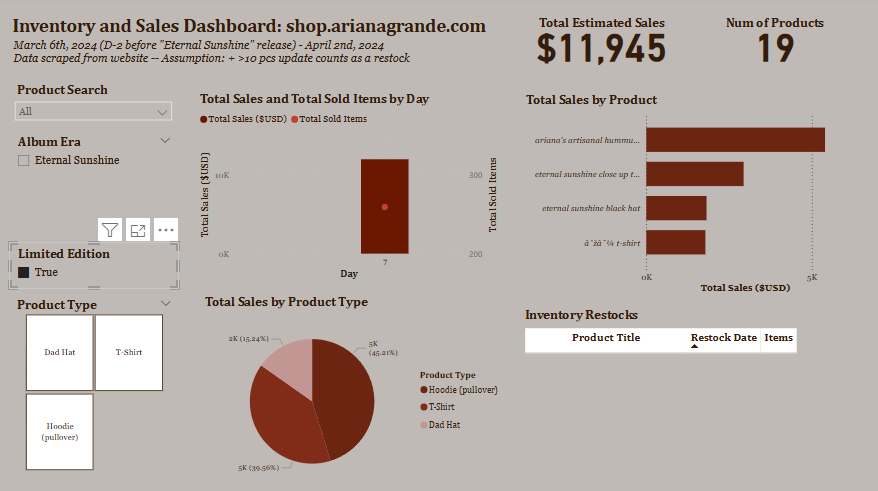 Inventory and Sales Dashboard: shop.arianagrande.com
March 6th, 2024 (D-2 before "Eternal Sunshine" release) - April 2nd, 2024
Data scraped from website -- Assumption: + >10 pcs update counts as a restock
Total Estimated Sales
$11,945
Num of Products
19
Product Search
All
Album Era
Eternal Sunshine
Limited Edition
True
Product Type
Dad Hat
T-Shirt
Hoodie
(pullover)
Total Sales and Total Sold Items by Day
Total Sales ($USD)
Total Sold Items
Total Sales ($USD)
10K
0K
300
200
Total Sold Items
7
Day
Total Sales by Product Type
2K (15.24%)
5K
(45.21%)
5K (39.56%)
Product Type
Hoodie (pullover)
T-Shirt
Dad Hat
Total Sales by Product
ariana's artisanal hummu...
eternal sunshine close up t...
eternal sunshine black hat
t-shirt
0K
5K
Total Sales ($USD)
Inventory Restocks
Product Title
Restock Date
Items